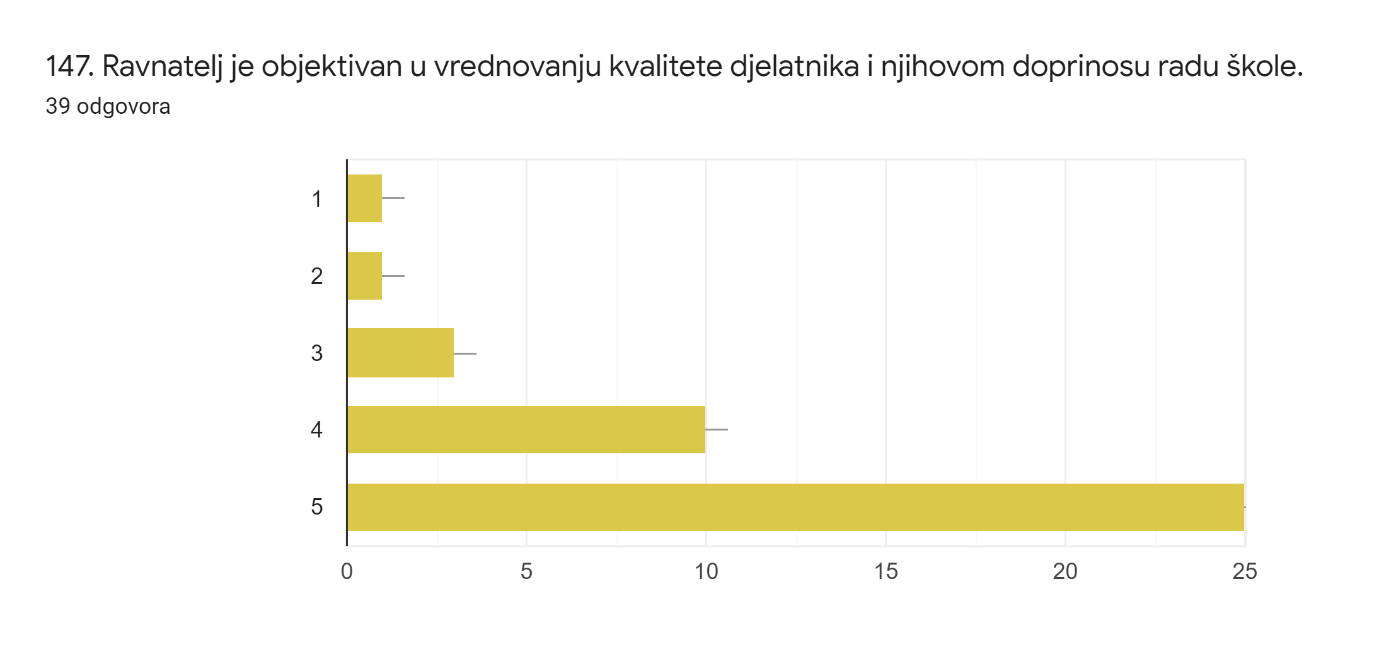 147. Ravnatelj je objektivan u vrednovanju kvalitete djelatnika i njihovom doprinosu radu škole.
39 odgovora
1
2
3
4
5
0 5 10 15 20 25